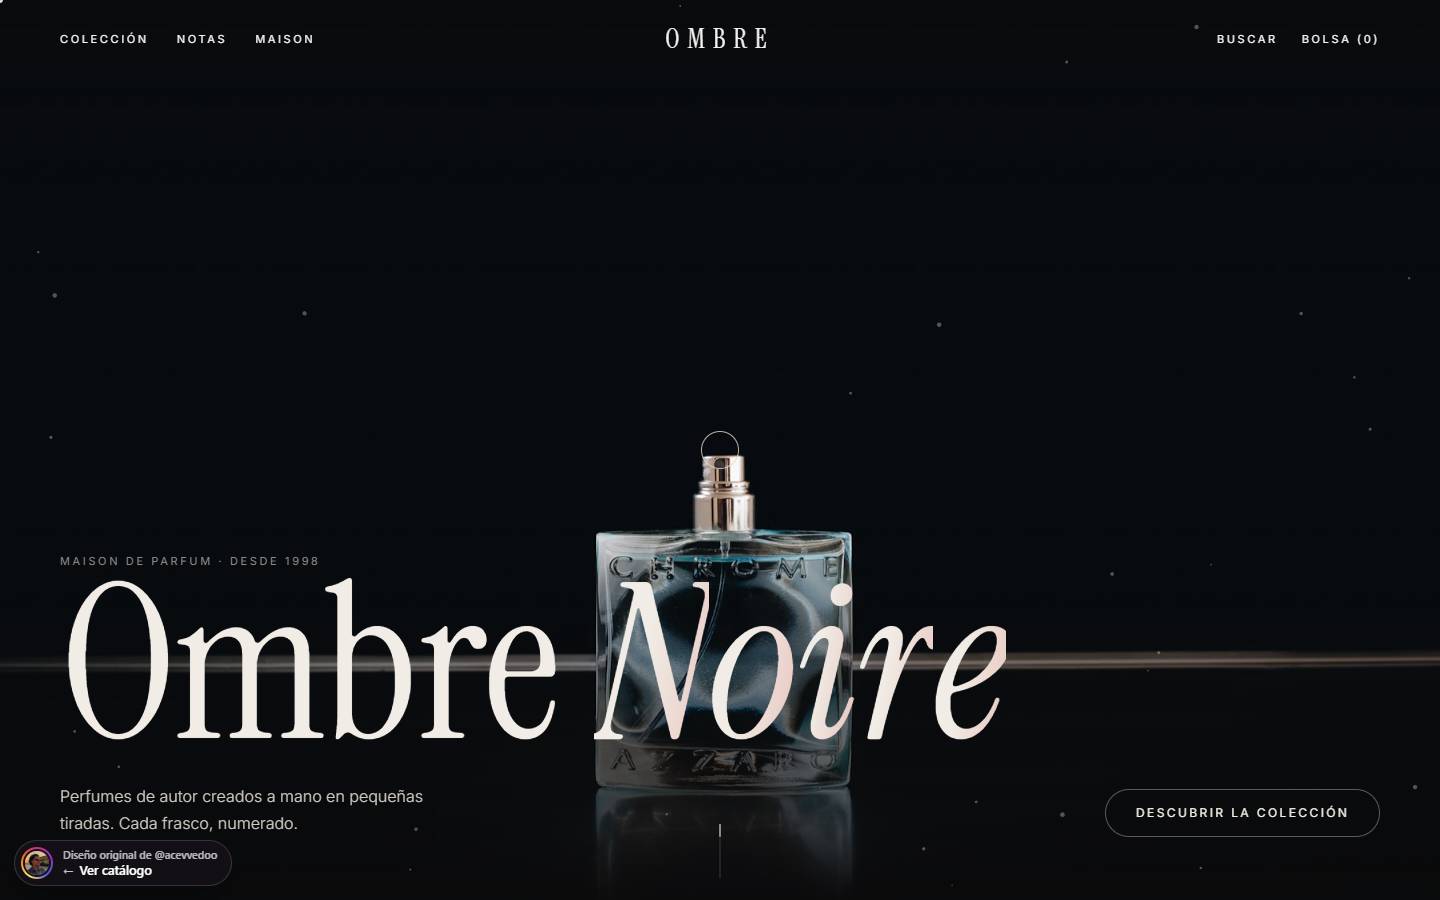 COLECCIÓN NOTAS MAISON
OMBRE
BUSCAR BOLSA (0)
CHROME
MAISON DE PARFUM · DESDE 1998
Ombre Noire
AZZARO
Perfumes de autor creados a mano en pequeñas
tiradas. Cada frasco, numerado.
DESCUBRIR LA COLECCIÓN
Diseño original de @acevvedoo
← Ver catálogo